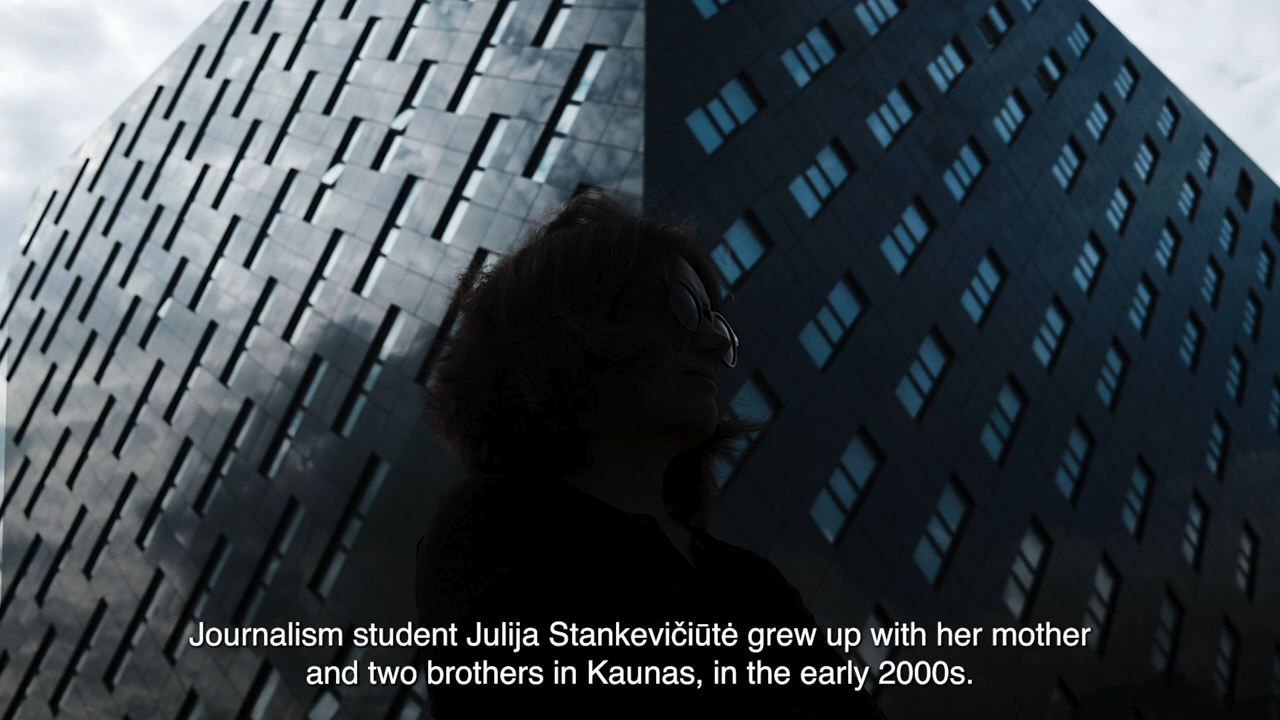 Journalism student Julija Stankevičiūtė grew up with her mother
and two brothers in Kaunas, in the early 2000s.